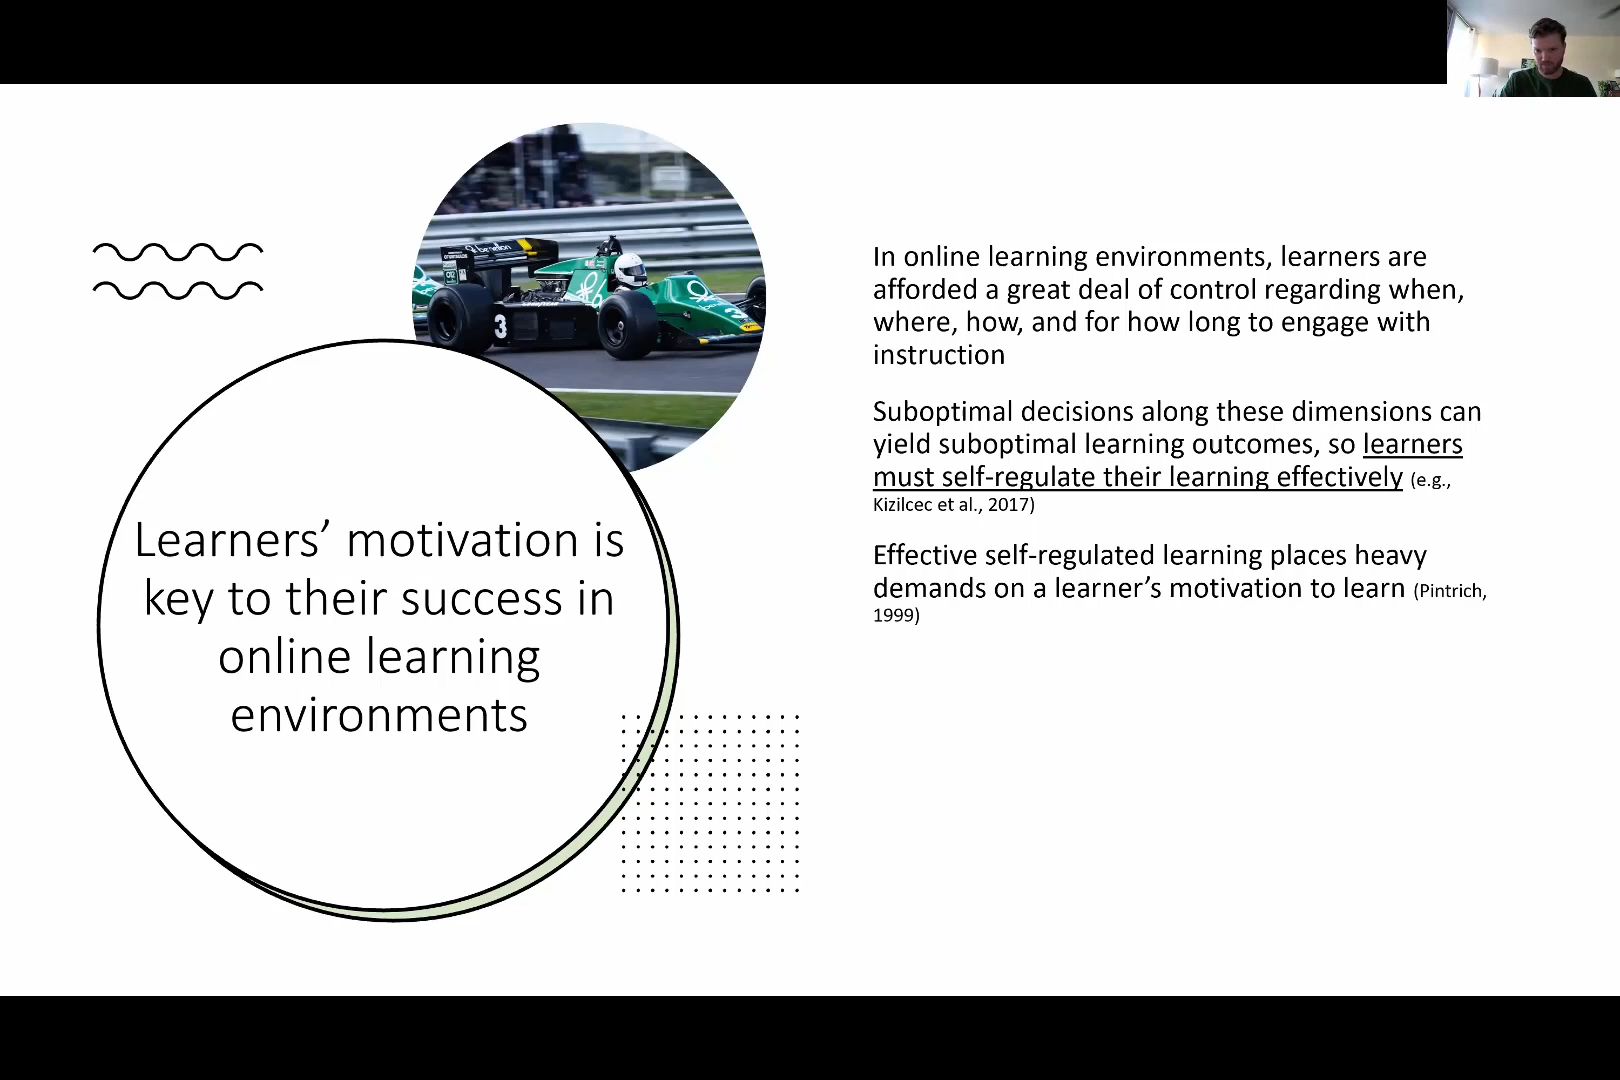 Learners’ motivation is
key to their success in
online learning
environments
In online learning environments, learners are
afforded a great deal of control regarding when,
where, how, and for how long to engage with
instruction
Suboptimal decisions along these dimensions can
yield suboptimal learning outcomes, so learners
must self-regulate their learning effectively (e.g.,
Kizilcec et al., 2017)
Effective self-regulated learning places heavy
demands on a learner’s motivation to learn (Pintrich,
1999)
benetton
3
3